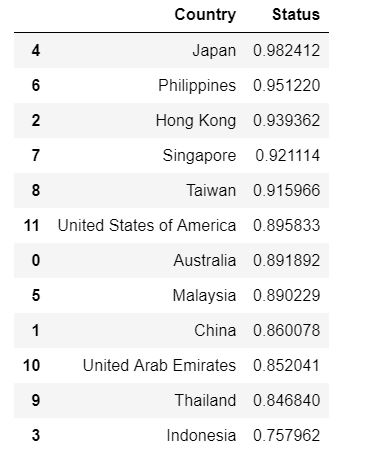 Country Status
4 Japan 0.982412
6 Philippines 0.951220
2 Hong Kong 0.939362
7 Singapore 0.921114
8 Taiwan 0.915966
11 United States of America 0.895833
0 Australia 0.891892
5 Malaysia 0.890229
1 China 0.860078
10 United Arab Emirates 0.852041
9 Thailand 0.846840
3 Indonesia 0.757962